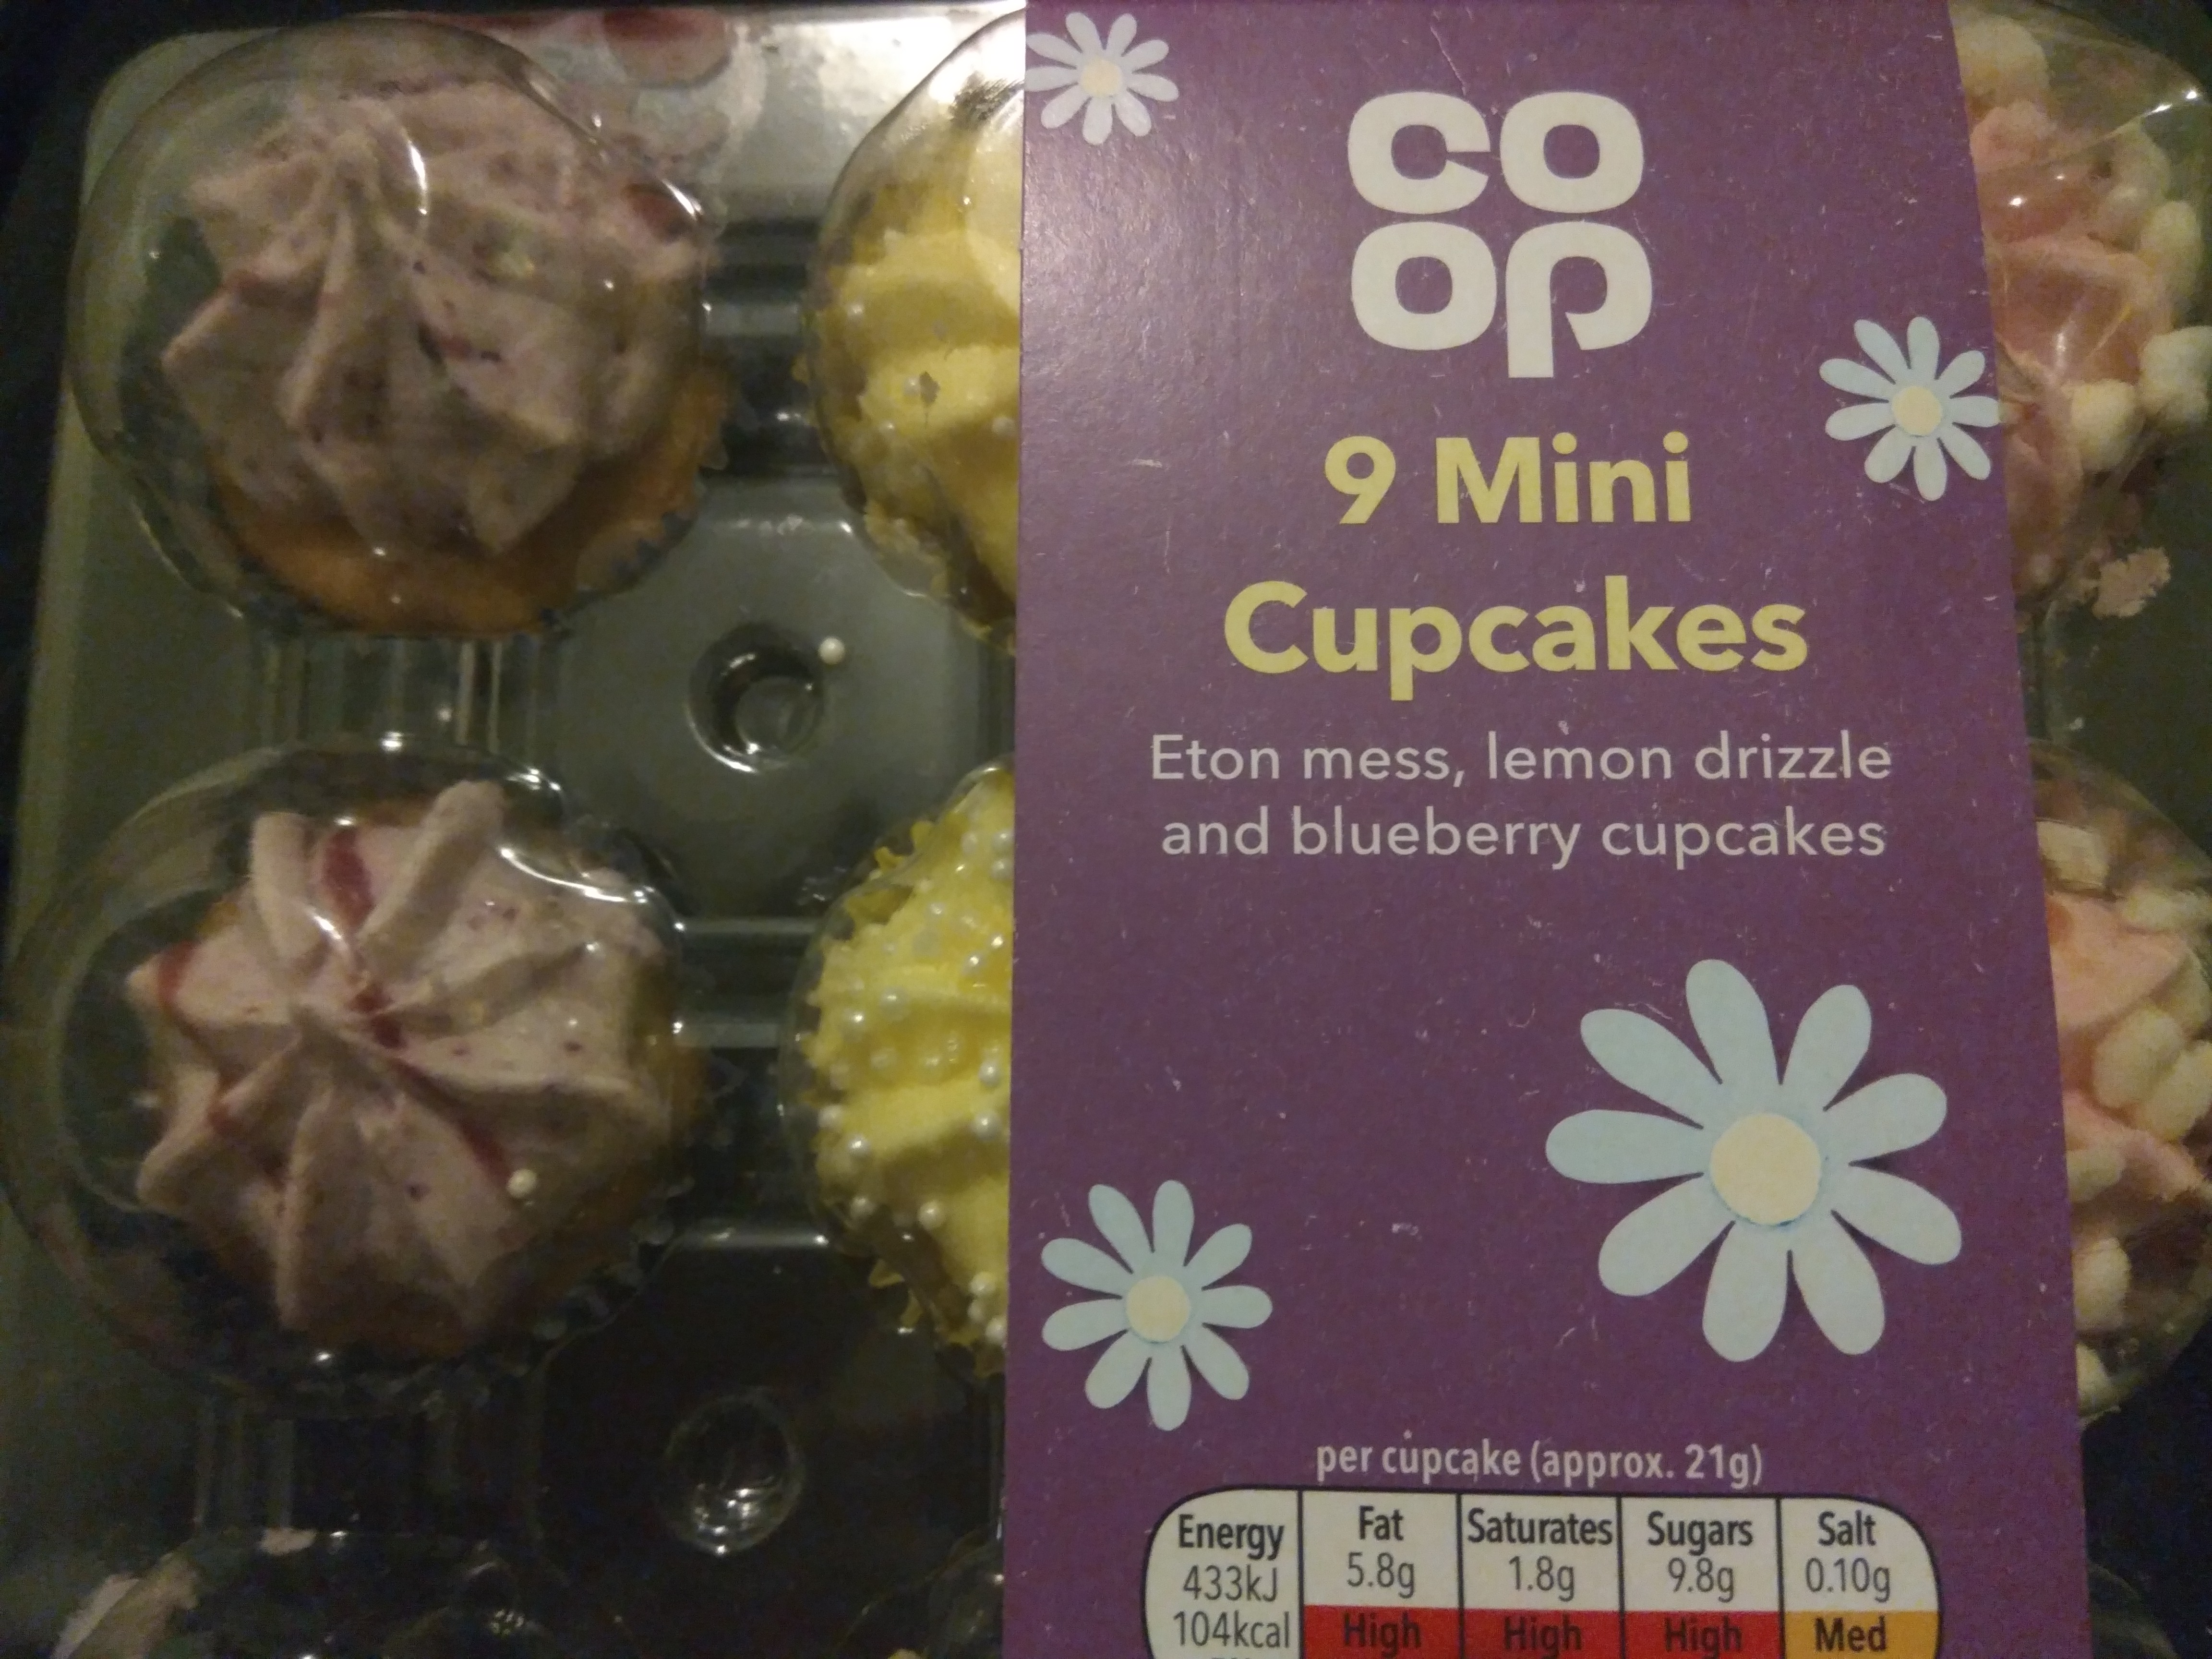 CO
OP
9 Mini
Cupcakes
Eton mess, lemon drizzle
and blueberry cupcakes
per cupcake (approx. 21g)
Energy Fat Saturates Sugars Salt
433kJ 5.8g 1.8g 9.8g 0.10g
104kcal High High High Med